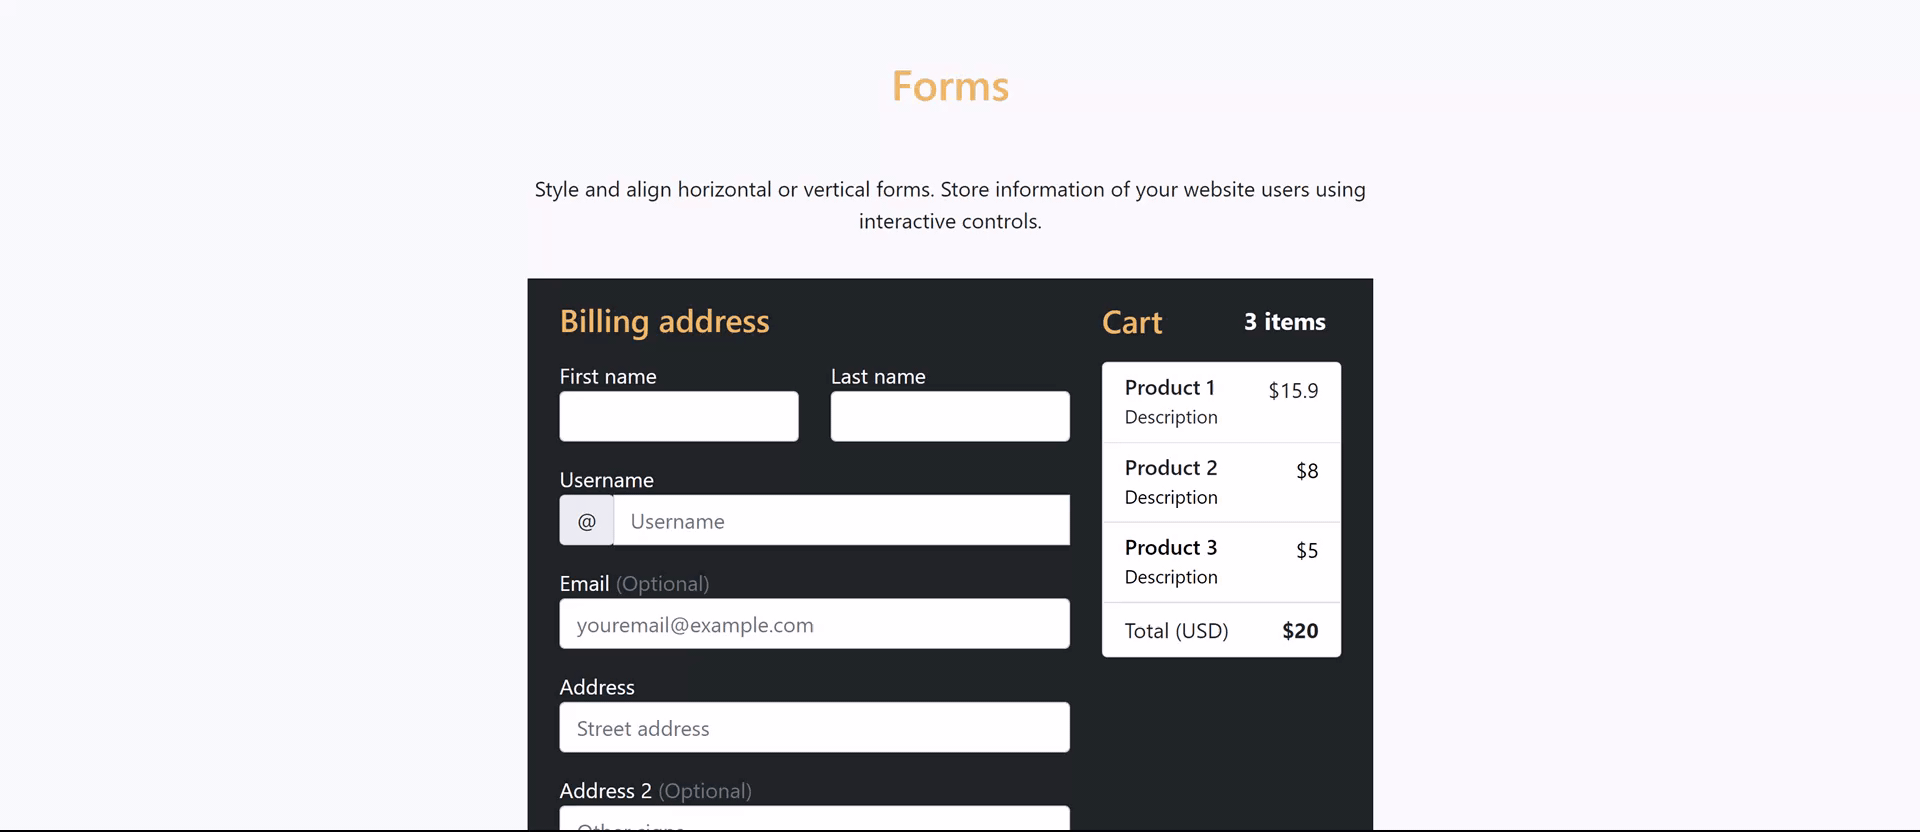 Forms
Style and align horizontal or vertical forms. Store information of your website users using
interactive controls.
Billing address
First name
Last name
Username
@ Username
Email (Optional)
youremail@example.com
Address
Street address
Address 2 (Optional)
Cart 3 items
Product 1 $15.9
Description
Product 2 $8
Description
Product 3 $5
Description
Total (USD) $20